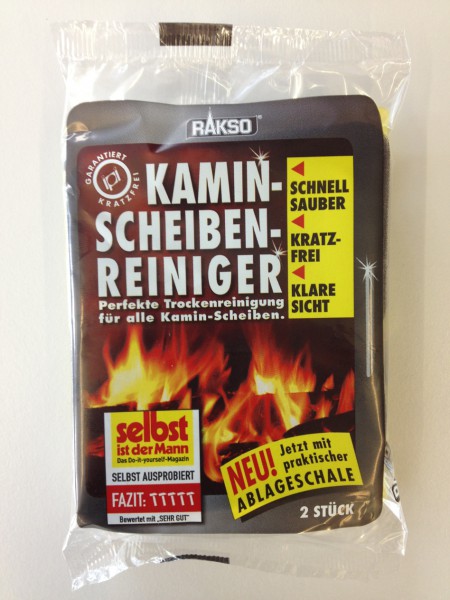 RAKSO
GARANTIERT
KRATZFREI
KAMIN-
SCHEIBEN-
REINIGER
Perfekte Trockenreinigung
für alle Kamin-Scheiben.
SCHNELL
SAUBER
KRATZ-
FREI
KLARE
SICHT
selbst
ist der Mann
Das Do-it-yourself-Magazin
SELBST AUSPROBIERT
FAZIT: TTTTT
Bewertet mit „SEHR GUT"
NEU! Jetzt mit
praktischer
ABLAGESCHALE
2 STÜCK